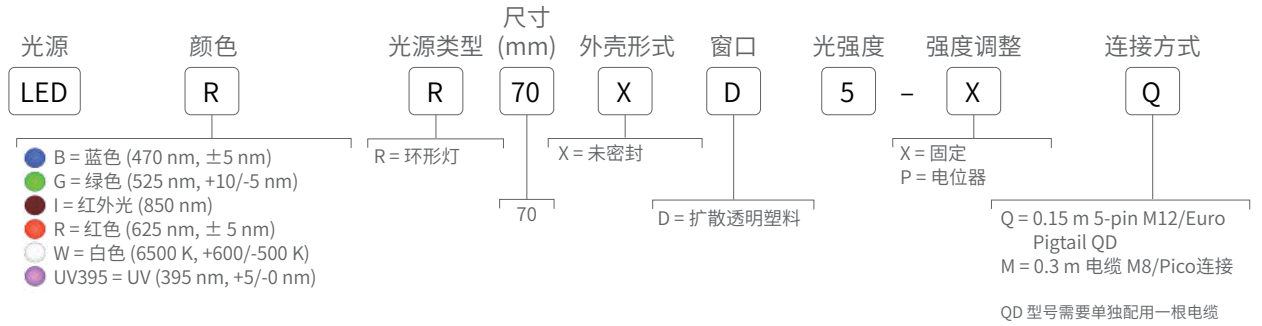 光源 颜色 光源类型 尺寸 (mm) 外壳形式 窗口 光强度 强度调整 连接方式
LED R R 70 X D 5 – X Q
B = 蓝色 (470 nm, ±5 nm)
G = 绿色 (525 nm, +10/-5 nm)
I = 红外光 (850 nm)
R = 红色 (625 nm, ± 5 nm)
W = 白色 (6500 K, +600/-500 K)
UV395 = UV (395 nm, +5/-0 nm)
R = 环形灯
70
X = 未密封
D = 扩散透明塑料
X = 固定
P = 电位器
Q = 0.15 m 5-pin M12/Euro
Pigtail QD
M = 0.3 m 电缆 M8/Pico连接
QD 型号需要单独配用一根电缆